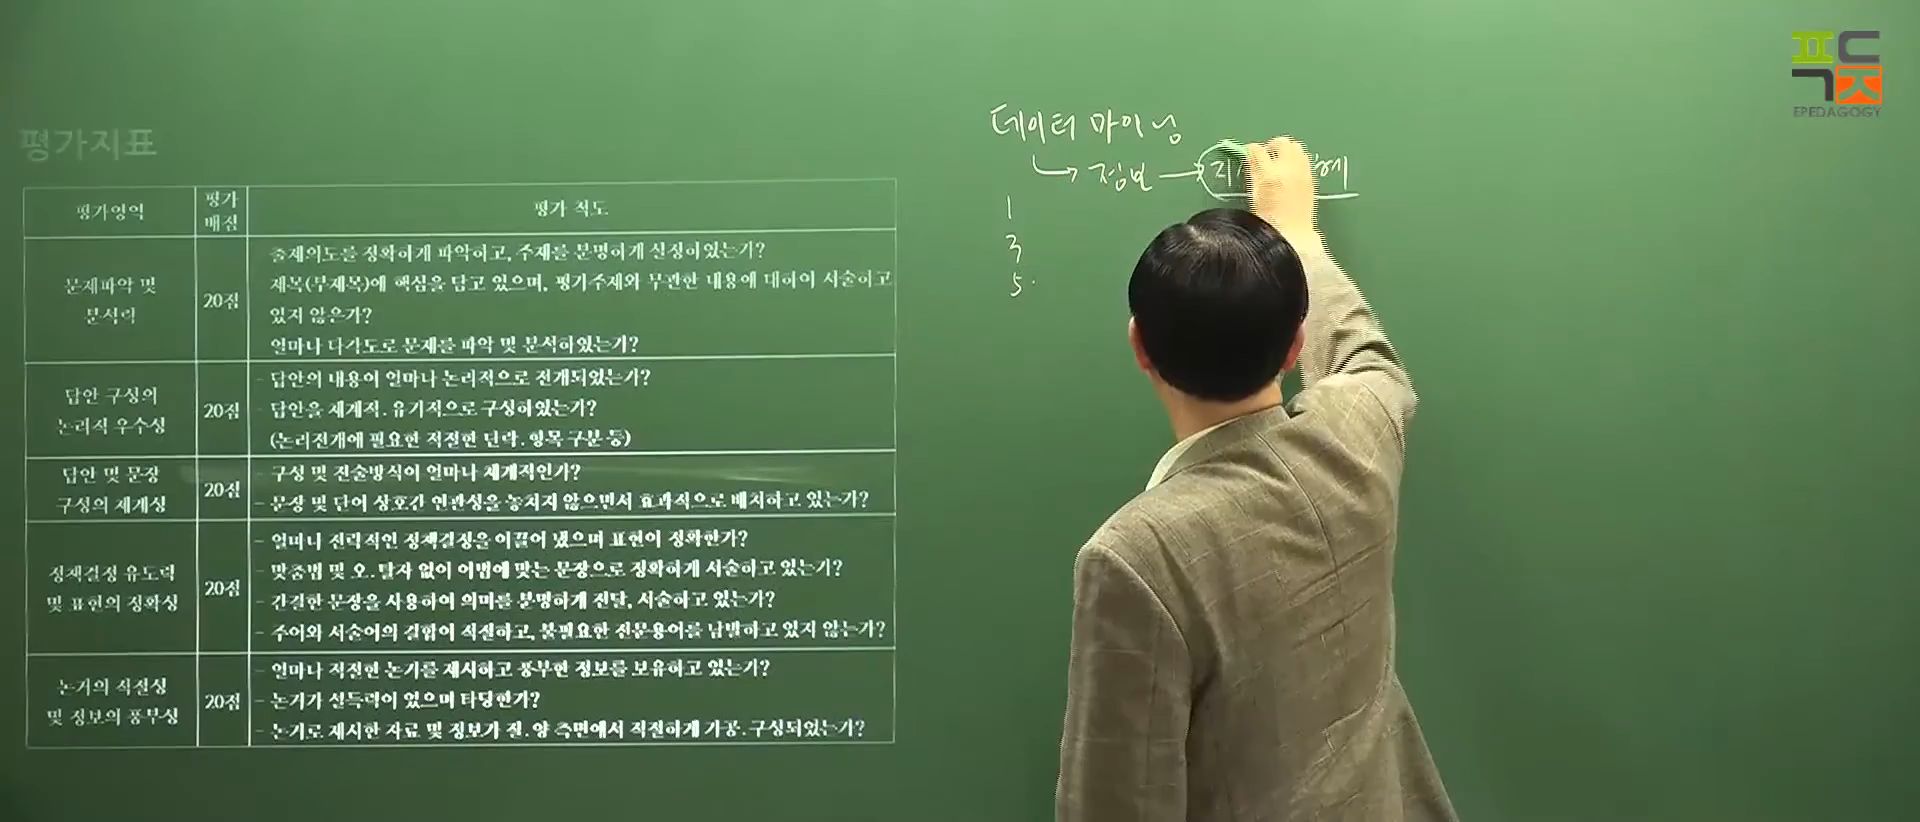 평가지표
평가영역
평가
배점
평가 척도
문제파악 및
분석력
20점
출제의도를 정확하게 파악하고, 주제를 분명하게 설정하였는가?
제목(부제목)에 핵심을 담고 있으며, 평가주제와 무관한 내용에 대하여 서술하고
있지 않은가?
얼마나 다각도로 문제를 파악 및 분석하였는가?
답안 구성의
논리적 우수성
20점
- 답안의 내용이 얼마나 논리적으로 전개되었는가?
- 답안을 체계적.유기적으로 구성하였는가?
(논리전개에 필요한 적절한 단락.항목 구분 등)
답안 및 문장
구성의 체계성
20점
- 구성 및 진술방식이 얼마나 체계적인가?
- 문장 및 단어 상호간 연관성을 놓치지 않으면서 효과적으로 배치하고 있는가?
정책결정 유도력
및 표현의 정확성
20점
- 얼마나 전략적인 정책결정을 이끌어 냈으며 표현이 정확한가?
- 맞춤법 및 오.탈자 없이 어법에 맞는 문장으로 정확하게 서술하고 있는가?
- 간결한 문장을 사용하여 의미를 분명하게 전달, 서술하고 있는가?
- 주어와 서술어의 결합이 적절하고, 불필요한 전문용어를 남발하고 있지 않는가?
논거의 적절성
및 정보의 풍부성
20점
- 얼마나 적절한 논거를 제시하고 풍부한 정보를 보유하고 있는가?
- 논거가 설득력이 있으며 타당한가?
- 논거로 제시한 자료 및 정보가 질.양 측면에서 적절하게 가공.구성되었는가?
데이터 마이닝
정보
1
3
5.
EPEDAGOGY